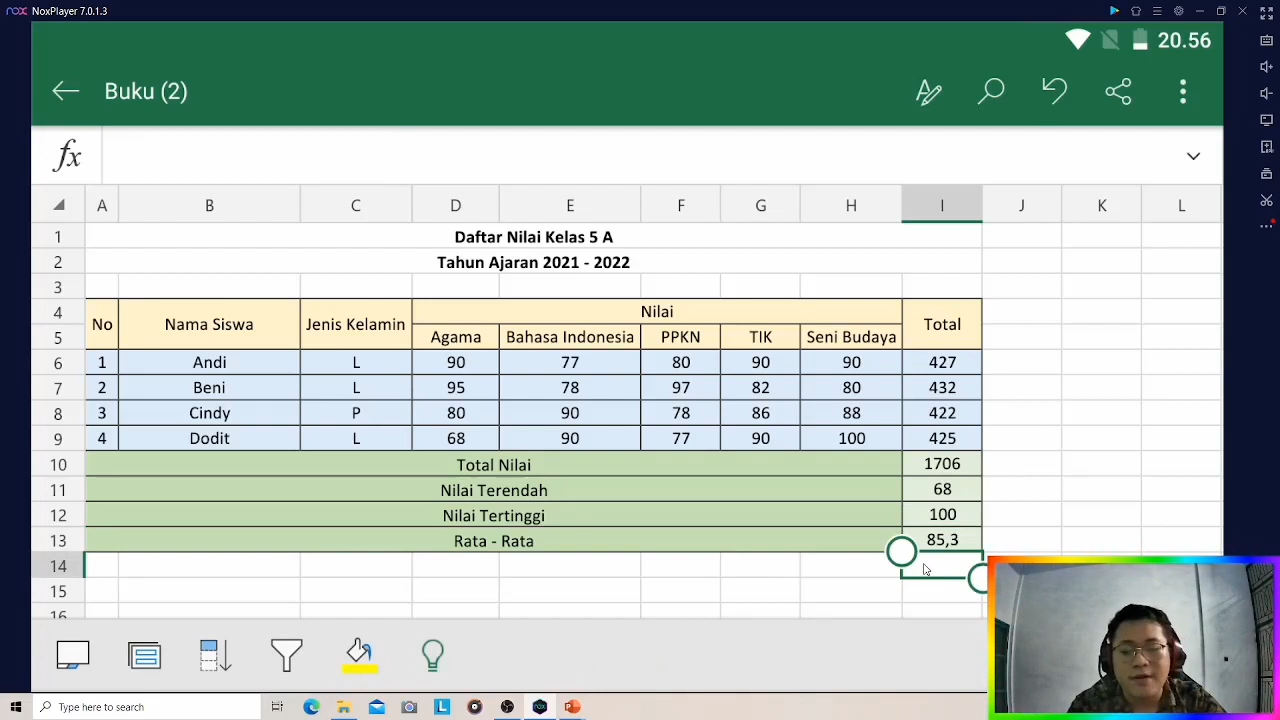 NoxPlayer 7.0.1.3
20.56
Buku (2)
fx
A B C D E F G H I J K L
1 Daftar Nilai Kelas 5 A
2 Tahun Ajaran 2021 - 2022
3
4 No Nama Siswa Jenis Kelamin Nilai Total
5 Agama Bahasa Indonesia PPKN TIK Seni Budaya
6 1 Andi L 90 77 80 90 90 427
7 2 Beni L 95 78 97 82 80 432
8 3 Cindy P 80 90 78 86 88 422
9 4 Dodit L 68 90 77 90 100 425
10 Total Nilai 1706
11 Nilai Terendah 68
12 Nilai Tertinggi 100
13 Rata - Rata 85,3
14
15
16
Type here to search